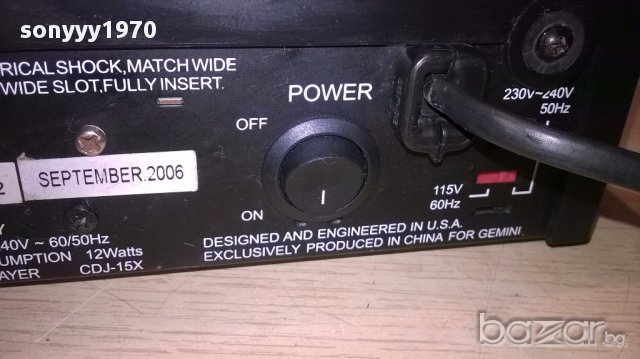 sonyyy1970
RICAL SHOCK, MATCH WIDE
WIDE SLOT, FULLY INSERT.
POWER
230V~240V
50Hz
OFF
SEPTEMBER.2006
115V
60Hz
ON
40V ~ 60/50Hz
UMPTION 12Watts
AYER CDJ-15X
DESIGNED AND ENGINEERED IN U.S.A.
EXCLUSIVELY PRODUCED IN CHINA FOR GEMINI
bazar.bg